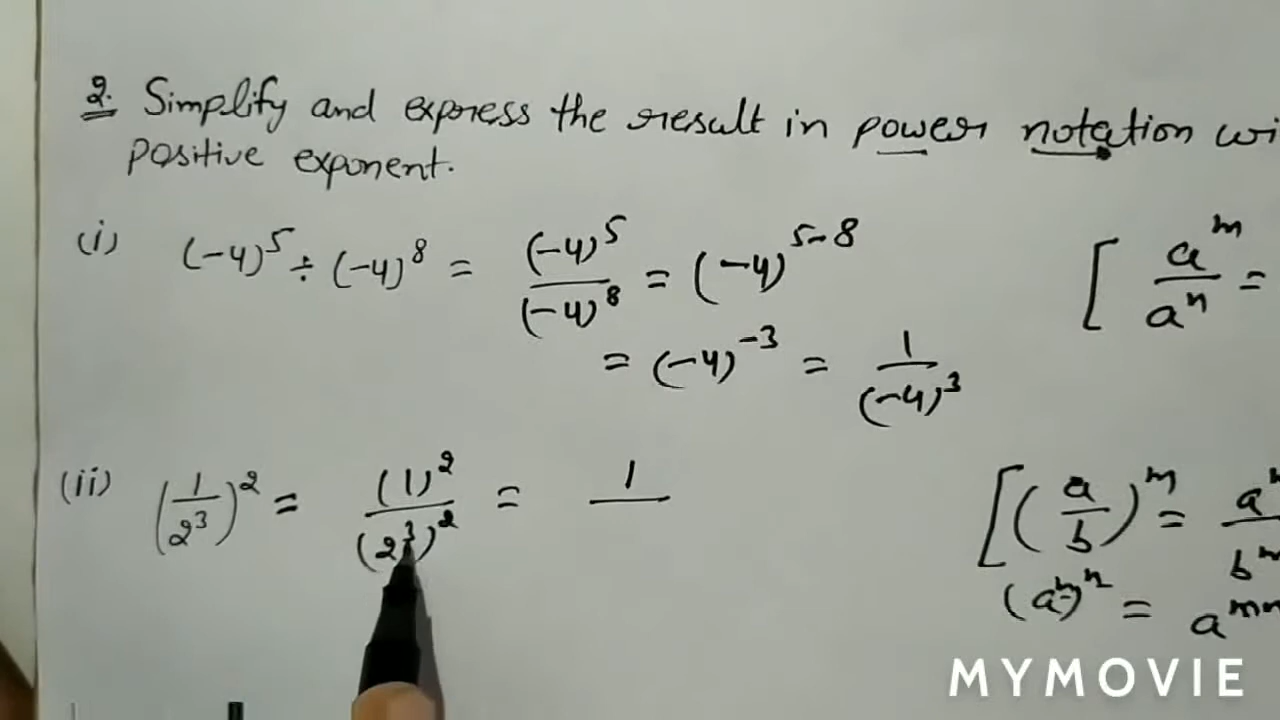 2. Simplify and express the result in power notation wi
positive exponent.
(i) (-4)^5 ÷ (-4)^8 = (-4)^5 / (-4)^8 = (-4)^{5-8} [ a^m / a^n =
= (-4)^{-3} = 1 / (-4)^3
(ii) (1 / 2^3)^2 = (1)^2 / (2^3)^2 = 1 [ (a / b)^m = a^m / b^m
(a^m)^n = a^{mn}
MYMOVIE